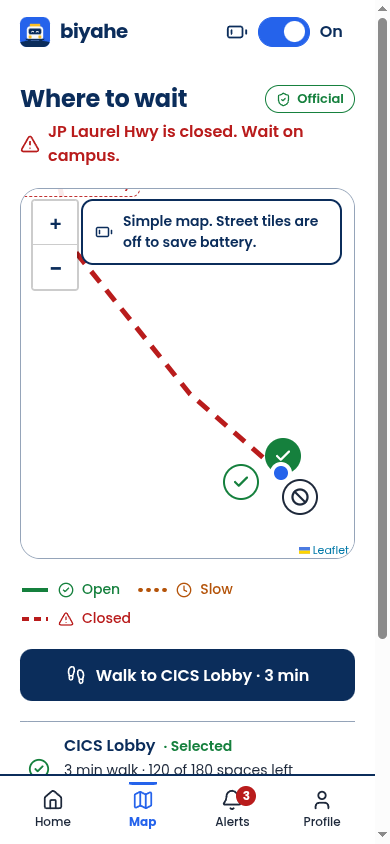 biyahe
On
Where to wait
Official
JP Laurel Hwy is closed. Wait on
campus.
+
−
Simple map. Street tiles are
off to save battery.
Leaflet
Open
Slow
Closed
Walk to CICS Lobby · 3 min
CICS Lobby · Selected
3 min walk · 120 of 180 spaces left
3
Home
Map
Alerts
Profile